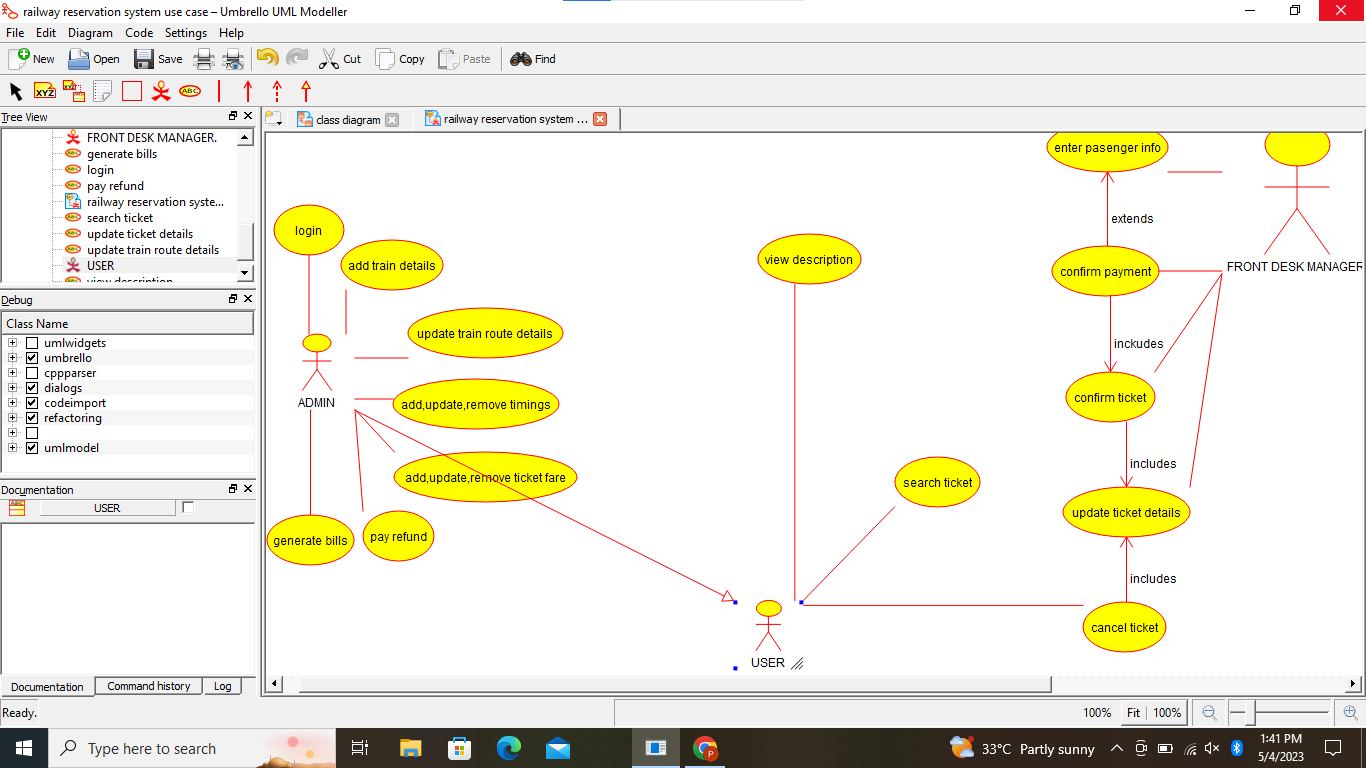 railway reservation system use case – Umbrello UML Modeller
File Edit Diagram Code Settings Help
New Open Save Cut Copy Paste Find
XYZ XYZ ABC
Tree View
class diagram railway reservation system ...
FRONT DESK MANAGER.
generate bills
login
pay refund
railway reservation syste...
search ticket
update ticket details
update train route details
USER
view description
Debug
Class Name
umlwidgets
umbrello
cppparser
dialogs
codeimport
refactoring
umlmodel
Documentation
USER
Documentation Command history Log
enter pasenger info
extends
login
add train details
view description
confirm payment
FRONT DESK MANAGER
update train route details
inckudes
ADMIN
add,update,remove timings
confirm ticket
includes
add,update,remove ticket fare
search ticket
update ticket details
generate bills
pay refund
includes
cancel ticket
USER
Ready.
100% Fit 100%
Type here to search
33°C Partly sunny
1:41 PM
5/4/2023